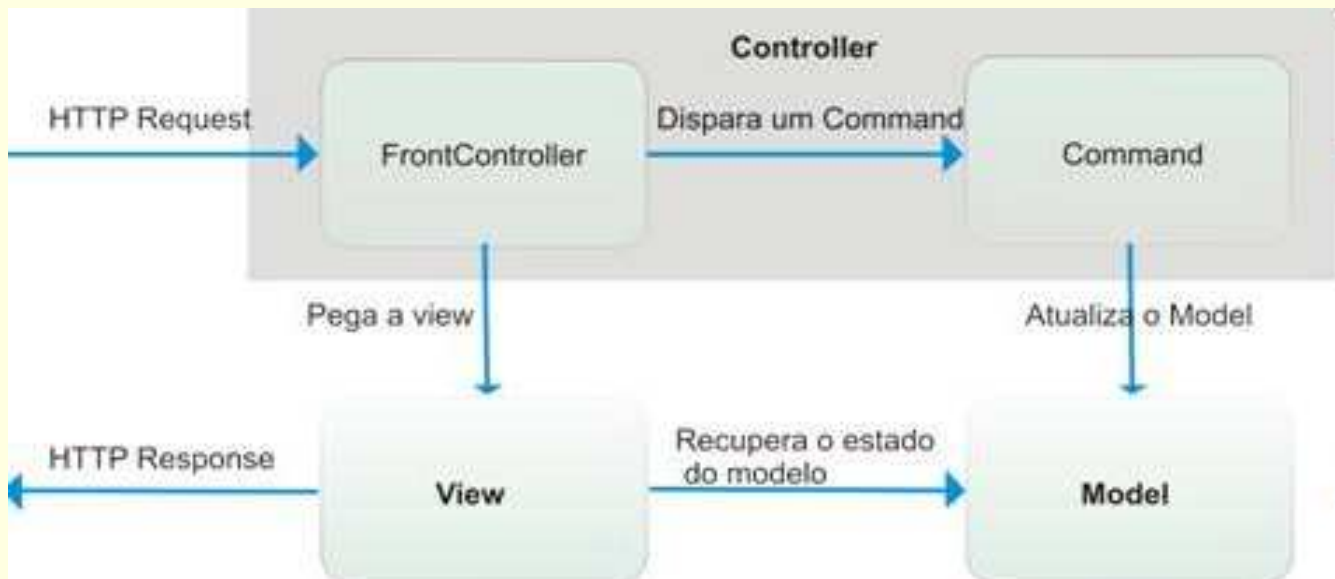 Controller
HTTP Request
FrontController
Dispara um Command
Command
Pega a view
Atualiza o Model
HTTP Response
View
Recupera o estado
do modelo
Model